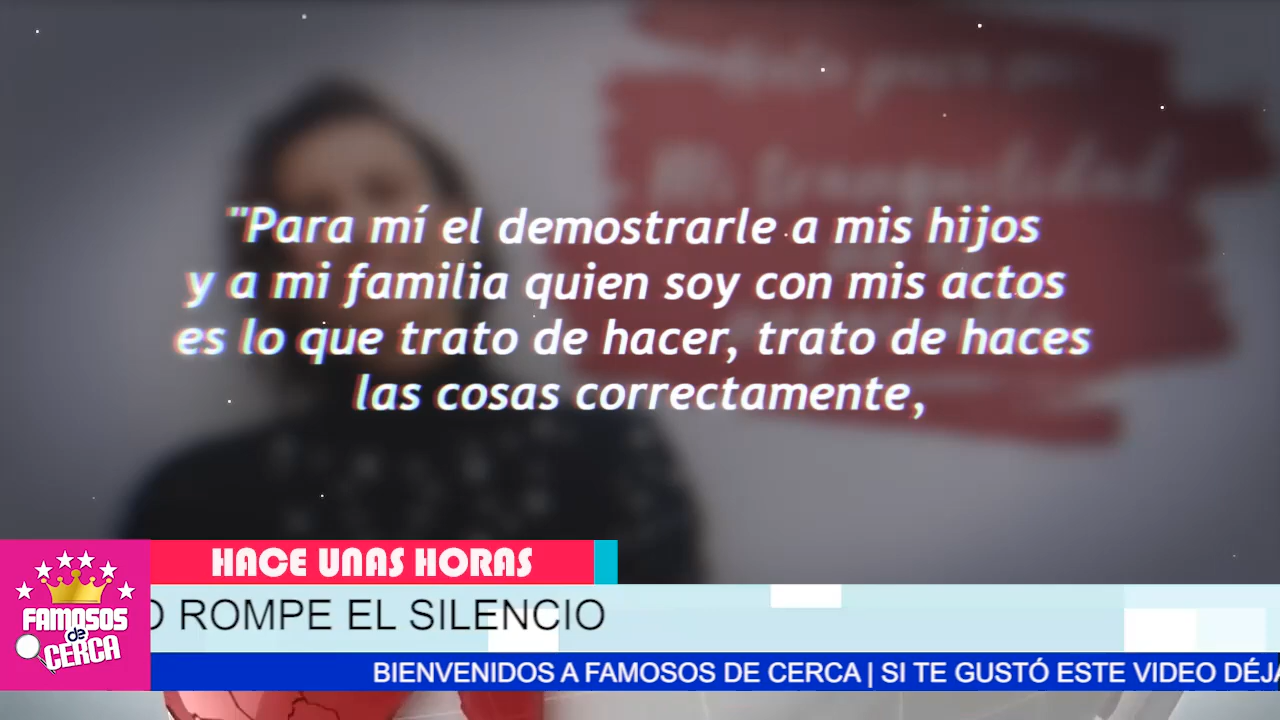 "Para mí el demostrarle a mis hijos
y a mi familia quien soy con mis actos
es lo que trato de hacer, trato de haces
las cosas correctamente,
HACE UNAS HORAS
O ROMPE EL SILENCIO
FAMOSOS
de
CERCA
BIENVENIDOS A FAMOSOS DE CERCA | SI TE GUSTÓ ESTE VIDEO DÉJA